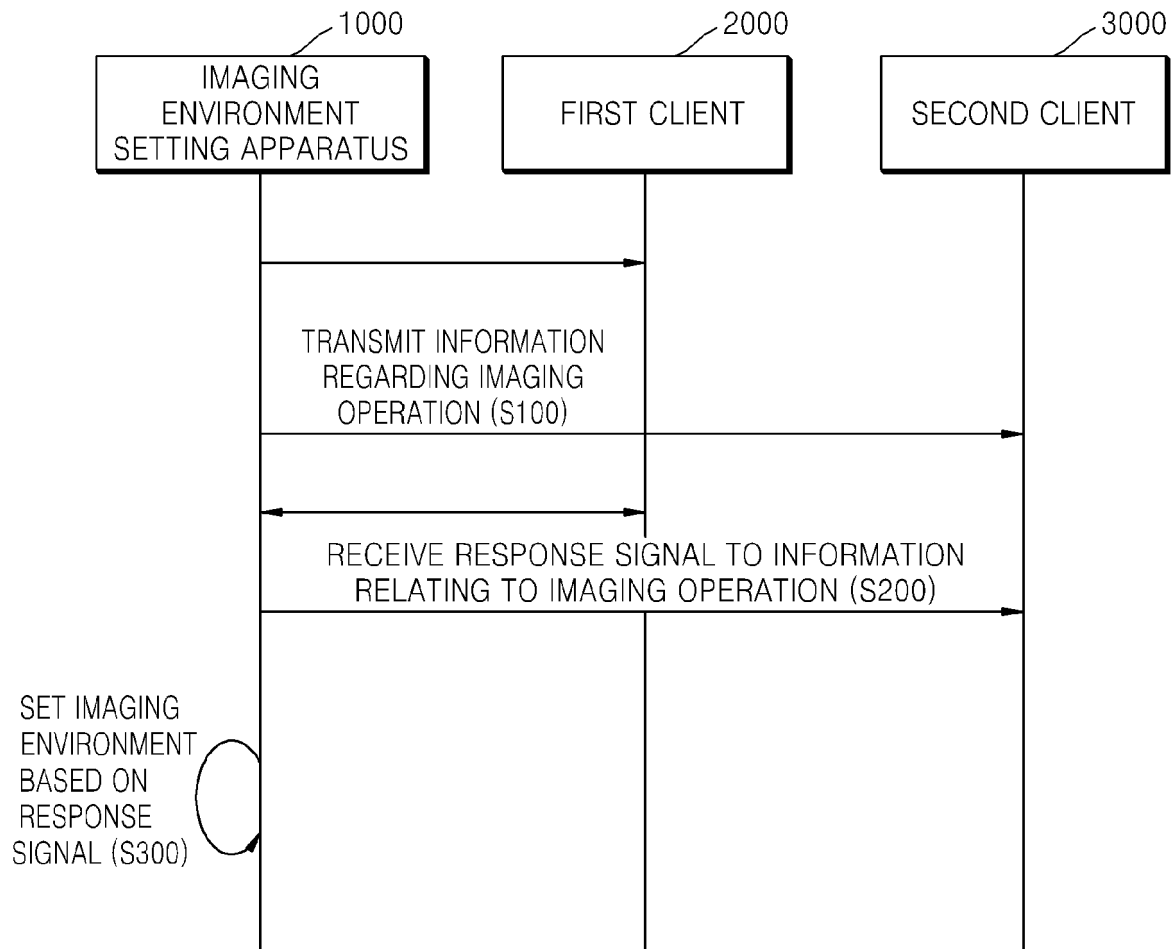 1000
2000
3000
IMAGING
ENVIRONMENT
SETTING APPARATUS
FIRST CLIENT
SECOND CLIENT
TRANSMIT INFORMATION
REGARDING IMAGING
OPERATION (S100)
RECEIVE RESPONSE SIGNAL TO INFORMATION
RELATING TO IMAGING OPERATION (S200)
SET IMAGING
ENVIRONMENT
BASED ON
RESPONSE
SIGNAL (S300)